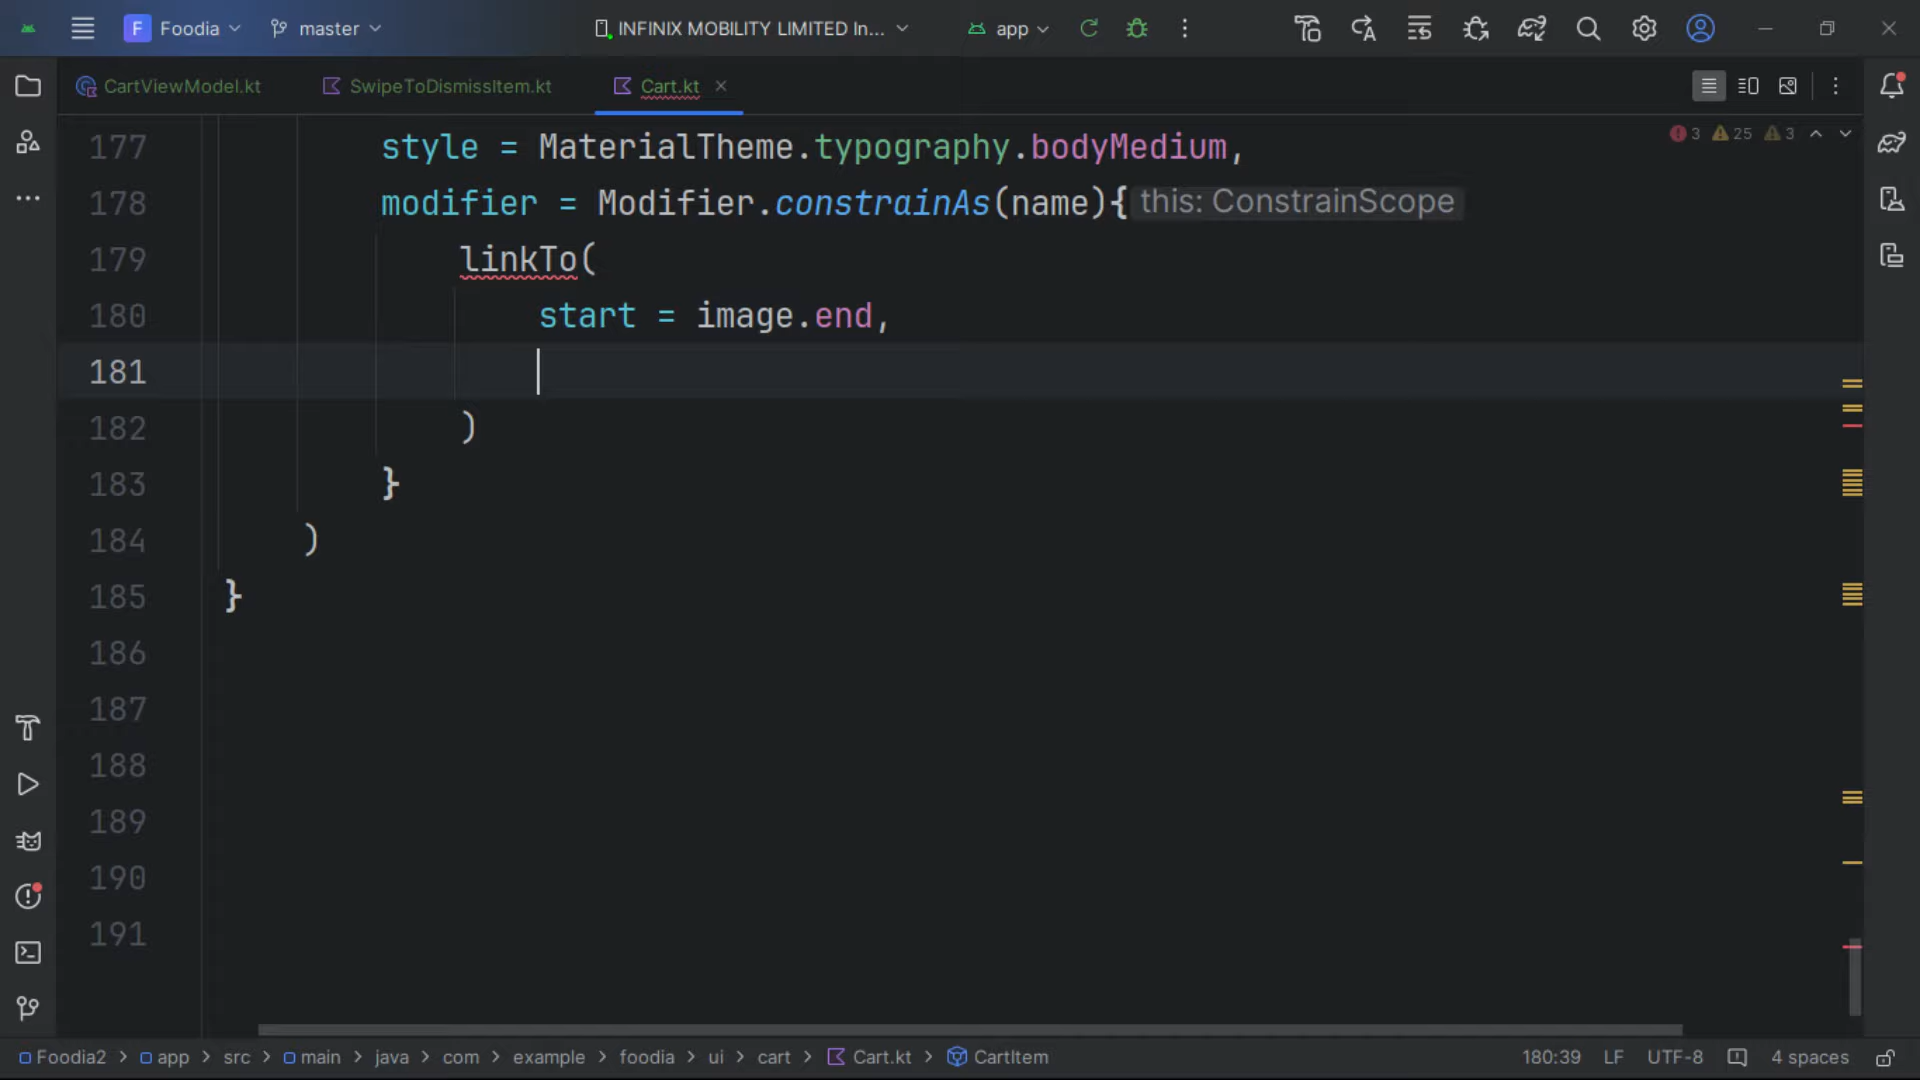 F Foodia master INFINIX MOBILITY LIMITED In... app
CartViewModel.kt SwipeToDismissItem.kt Cart.kt
3 25 3
177 style = MaterialTheme.typography.bodyMedium,
178 modifier = Modifier.constrainAs(name){ this: ConstrainScope
179 linkTo(
180 start = image.end,
181
182 )
183 }
184 )
185 }
186
187
188
189
190
191
Foodia2 > app > src > main > java > com > example > foodia > ui > cart > Cart.kt > CartItem 180:39 LF UTF-8 4 spaces